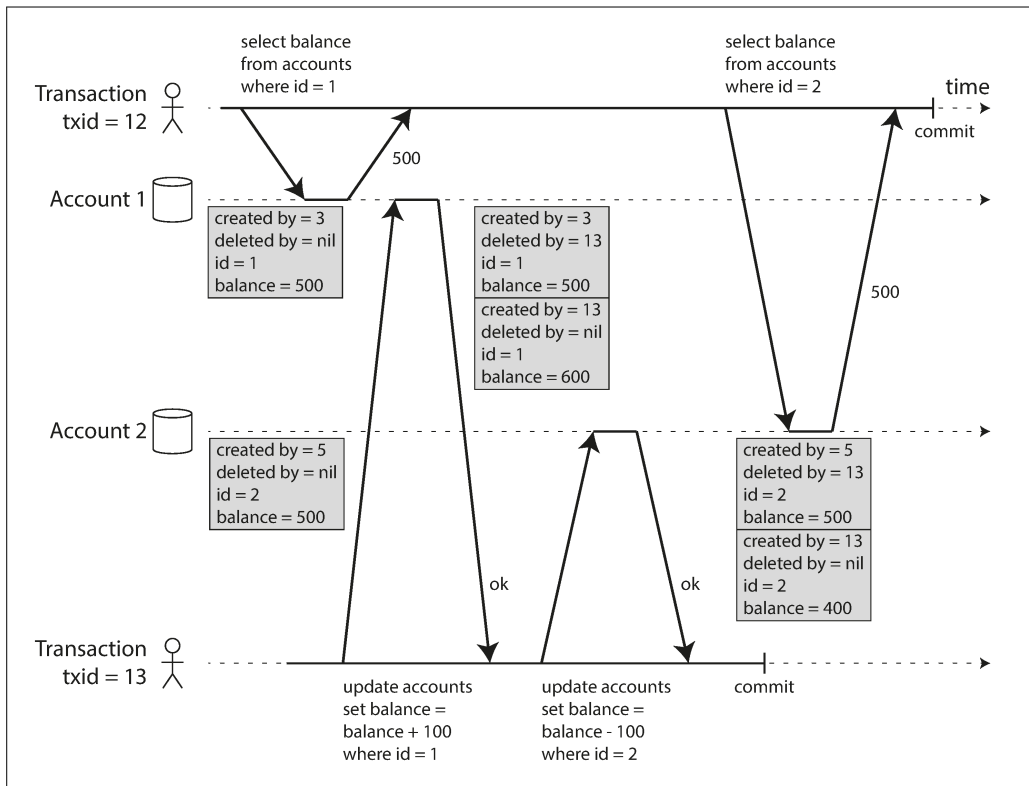 select balance
from accounts
where id = 1
select balance
from accounts
where id = 2
time
Transaction
txid = 12
commit
500
Account 1
created by = 3
deleted by = nil
id = 1
balance = 500
created by = 3
deleted by = 13
id = 1
balance = 500
created by = 13
deleted by = nil
id = 1
balance = 600
500
Account 2
created by = 5
deleted by = nil
id = 2
balance = 500
created by = 5
deleted by = 13
id = 2
balance = 500
created by = 13
deleted by = nil
id = 2
balance = 400
ok
ok
Transaction
txid = 13
update accounts
set balance =
balance + 100
where id = 1
update accounts
set balance =
balance - 100
where id = 2
commit